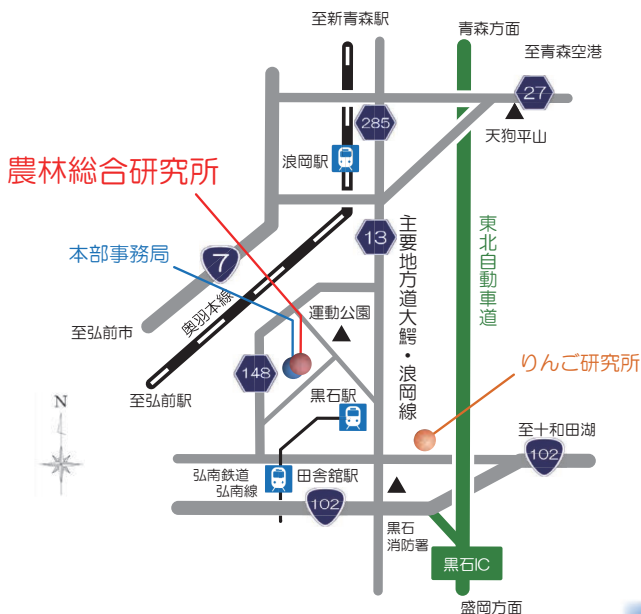 至新青森駅
青森方面
至青森空港
27
285
天狗平山
浪岡駅
農林総合研究所
13
主要地方道大鰐・浪岡線
東北自動車道
本部事務局
7
奥羽本線
運動公園
至弘前市
148
りんご研究所
至弘前駅
黒石駅
N
至十和田湖
102
弘南鉄道
弘南線
田舎館駅
102
黒石
消防署
黒石IC
盛岡方面